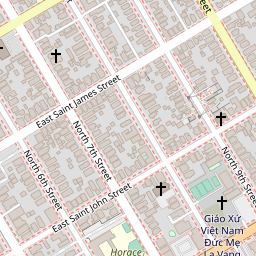 Street
East Saint James Street
North 6th Street
North 7th Street
North 9th Street
East Saint John Street
Giáo Xứ
Việt Nam
Đức Mẹ
La Vang
Horace